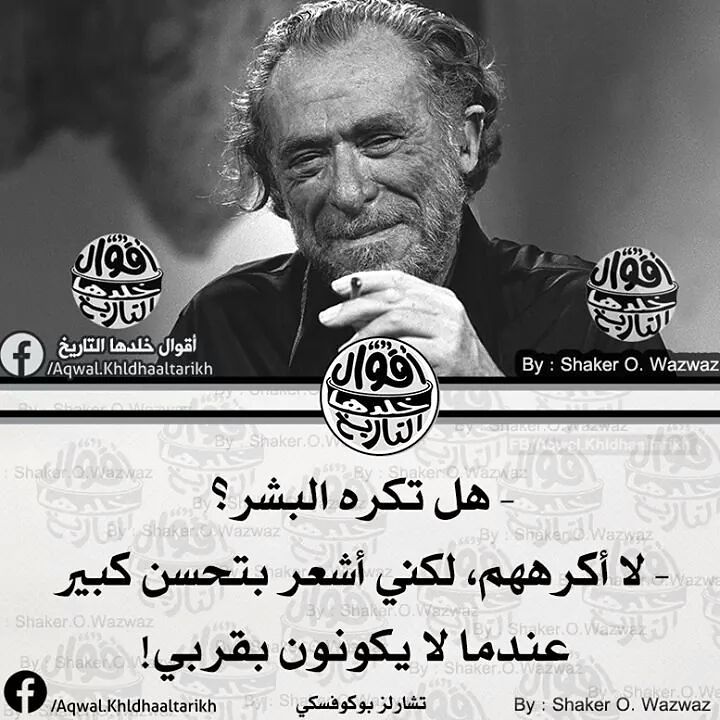 أقوال
خلدها
التاريخ
أقوال
خلدها
التاريخ
أقوال خلدها التاريخ
/Aqwal.Khldhaaltarikh
By : Shaker O. Wazwaz
أقوال
خلدها
التاريخ
- هل تكره البشر؟
- لا أكرههم، لكني أشعر بتحسن كبير
عندما لا يكونون بقربي!
/Aqwal.Khldhaaltarikh
تشارلز بوكوفسكي
By : Shaker O. Wazwaz